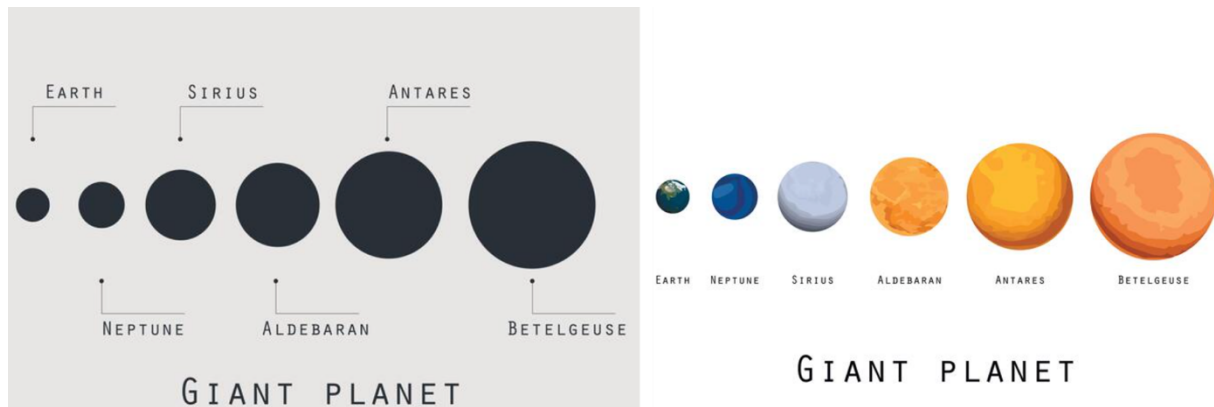 EARTH
SIRIUS
ANTARES
NEPTUNE
ALDEBARAN
BETELGEUSE
GIANT PLANET
EARTH
NEPTUNE
SIRIUS
ALDEBARAN
ANTARES
BETELGEUSE
GIANT PLANET